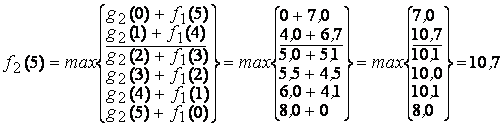 g₂(0) + f₁(5) 0 + 7,0 7,0
g₂(1) + f₁(4) 4,0 + 6,7 10,7
f₂(5) = max{ g₂(2) + f₁(3) } = max{ 5,0 + 5,1 } = max{ 10,1 } = 10,7
g₂(3) + f₁(2) 5,5 + 4,5 10,0
g₂(4) + f₁(1) 6,0 + 4,1 10,1
g₂(5) + f₁(0) 8,0 + 0 8,0